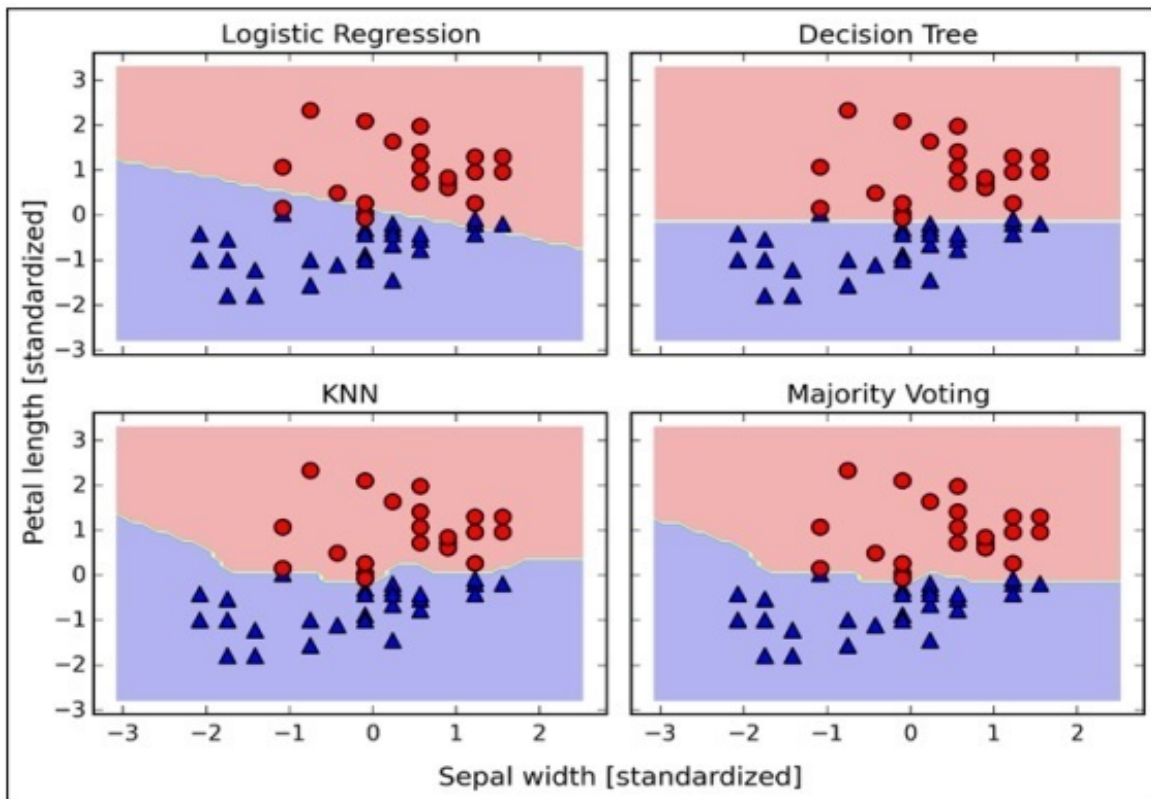 Logistic Regression
Decision Tree
3
2
1
0
−1
−2
−3
KNN
Majority Voting
3
2
1
0
−1
−2
−3
−3 −2 −1 0 1 2
−3 −2 −1 0 1 2
Petal length [standardized]
Sepal width [standardized]